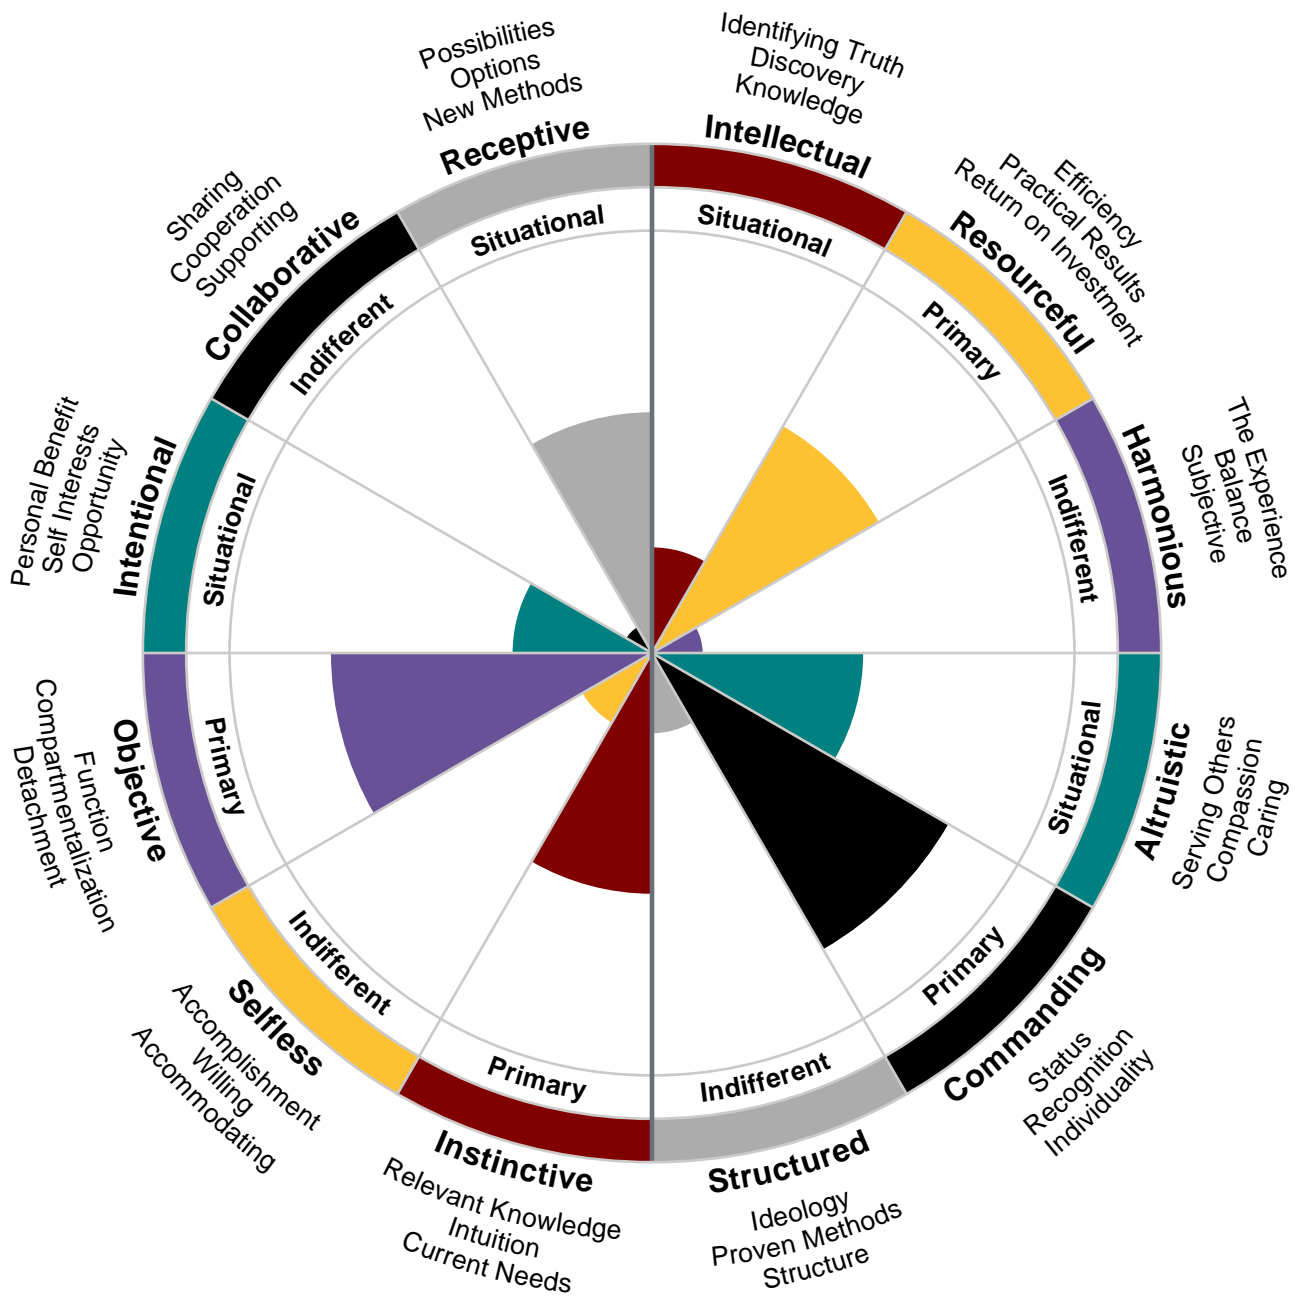 Identifying Truth
Discovery
Knowledge
Intellectual
Situational
Efficiency
Practical Results
Return on Investment
Resourceful
Primary
The Experience
Balance
Subjective
Harmonious
Indifferent
Serving Others
Compassion
Caring
Altruistic
Situational
Status
Recognition
Individuality
Commanding
Primary
Indifferent
Structured
Ideology
Proven Methods
Structure
Primary
Instinctive
Relevant Knowledge
Intuition
Current Needs
Indifferent
Selfless
Accomplishment
Willing
Accommodating
Primary
Objective
Function
Compartmentalization
Detachment
Personal Benefit
Self Interests
Opportunity
Intentional
Situational
Sharing
Cooperation
Supporting
Collaborative
Indifferent
Possibilities
Options
New Methods
Receptive
Situational